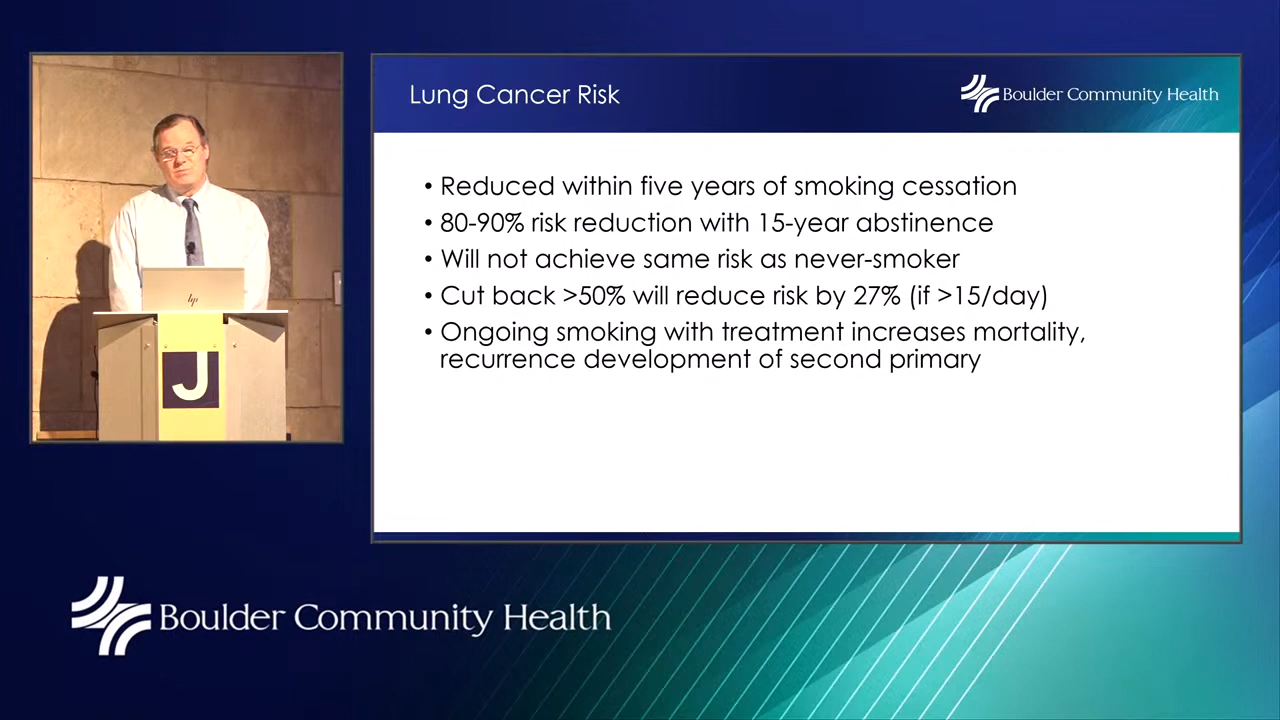 Lung Cancer Risk
Boulder Community Health
• Reduced within five years of smoking cessation
• 80-90% risk reduction with 15-year abstinence
• Will not achieve same risk as never-smoker
• Cut back >50% will reduce risk by 27% (if >15/day)
• Ongoing smoking with treatment increases mortality,
recurrence development of second primary
hp
J
Boulder Community Health